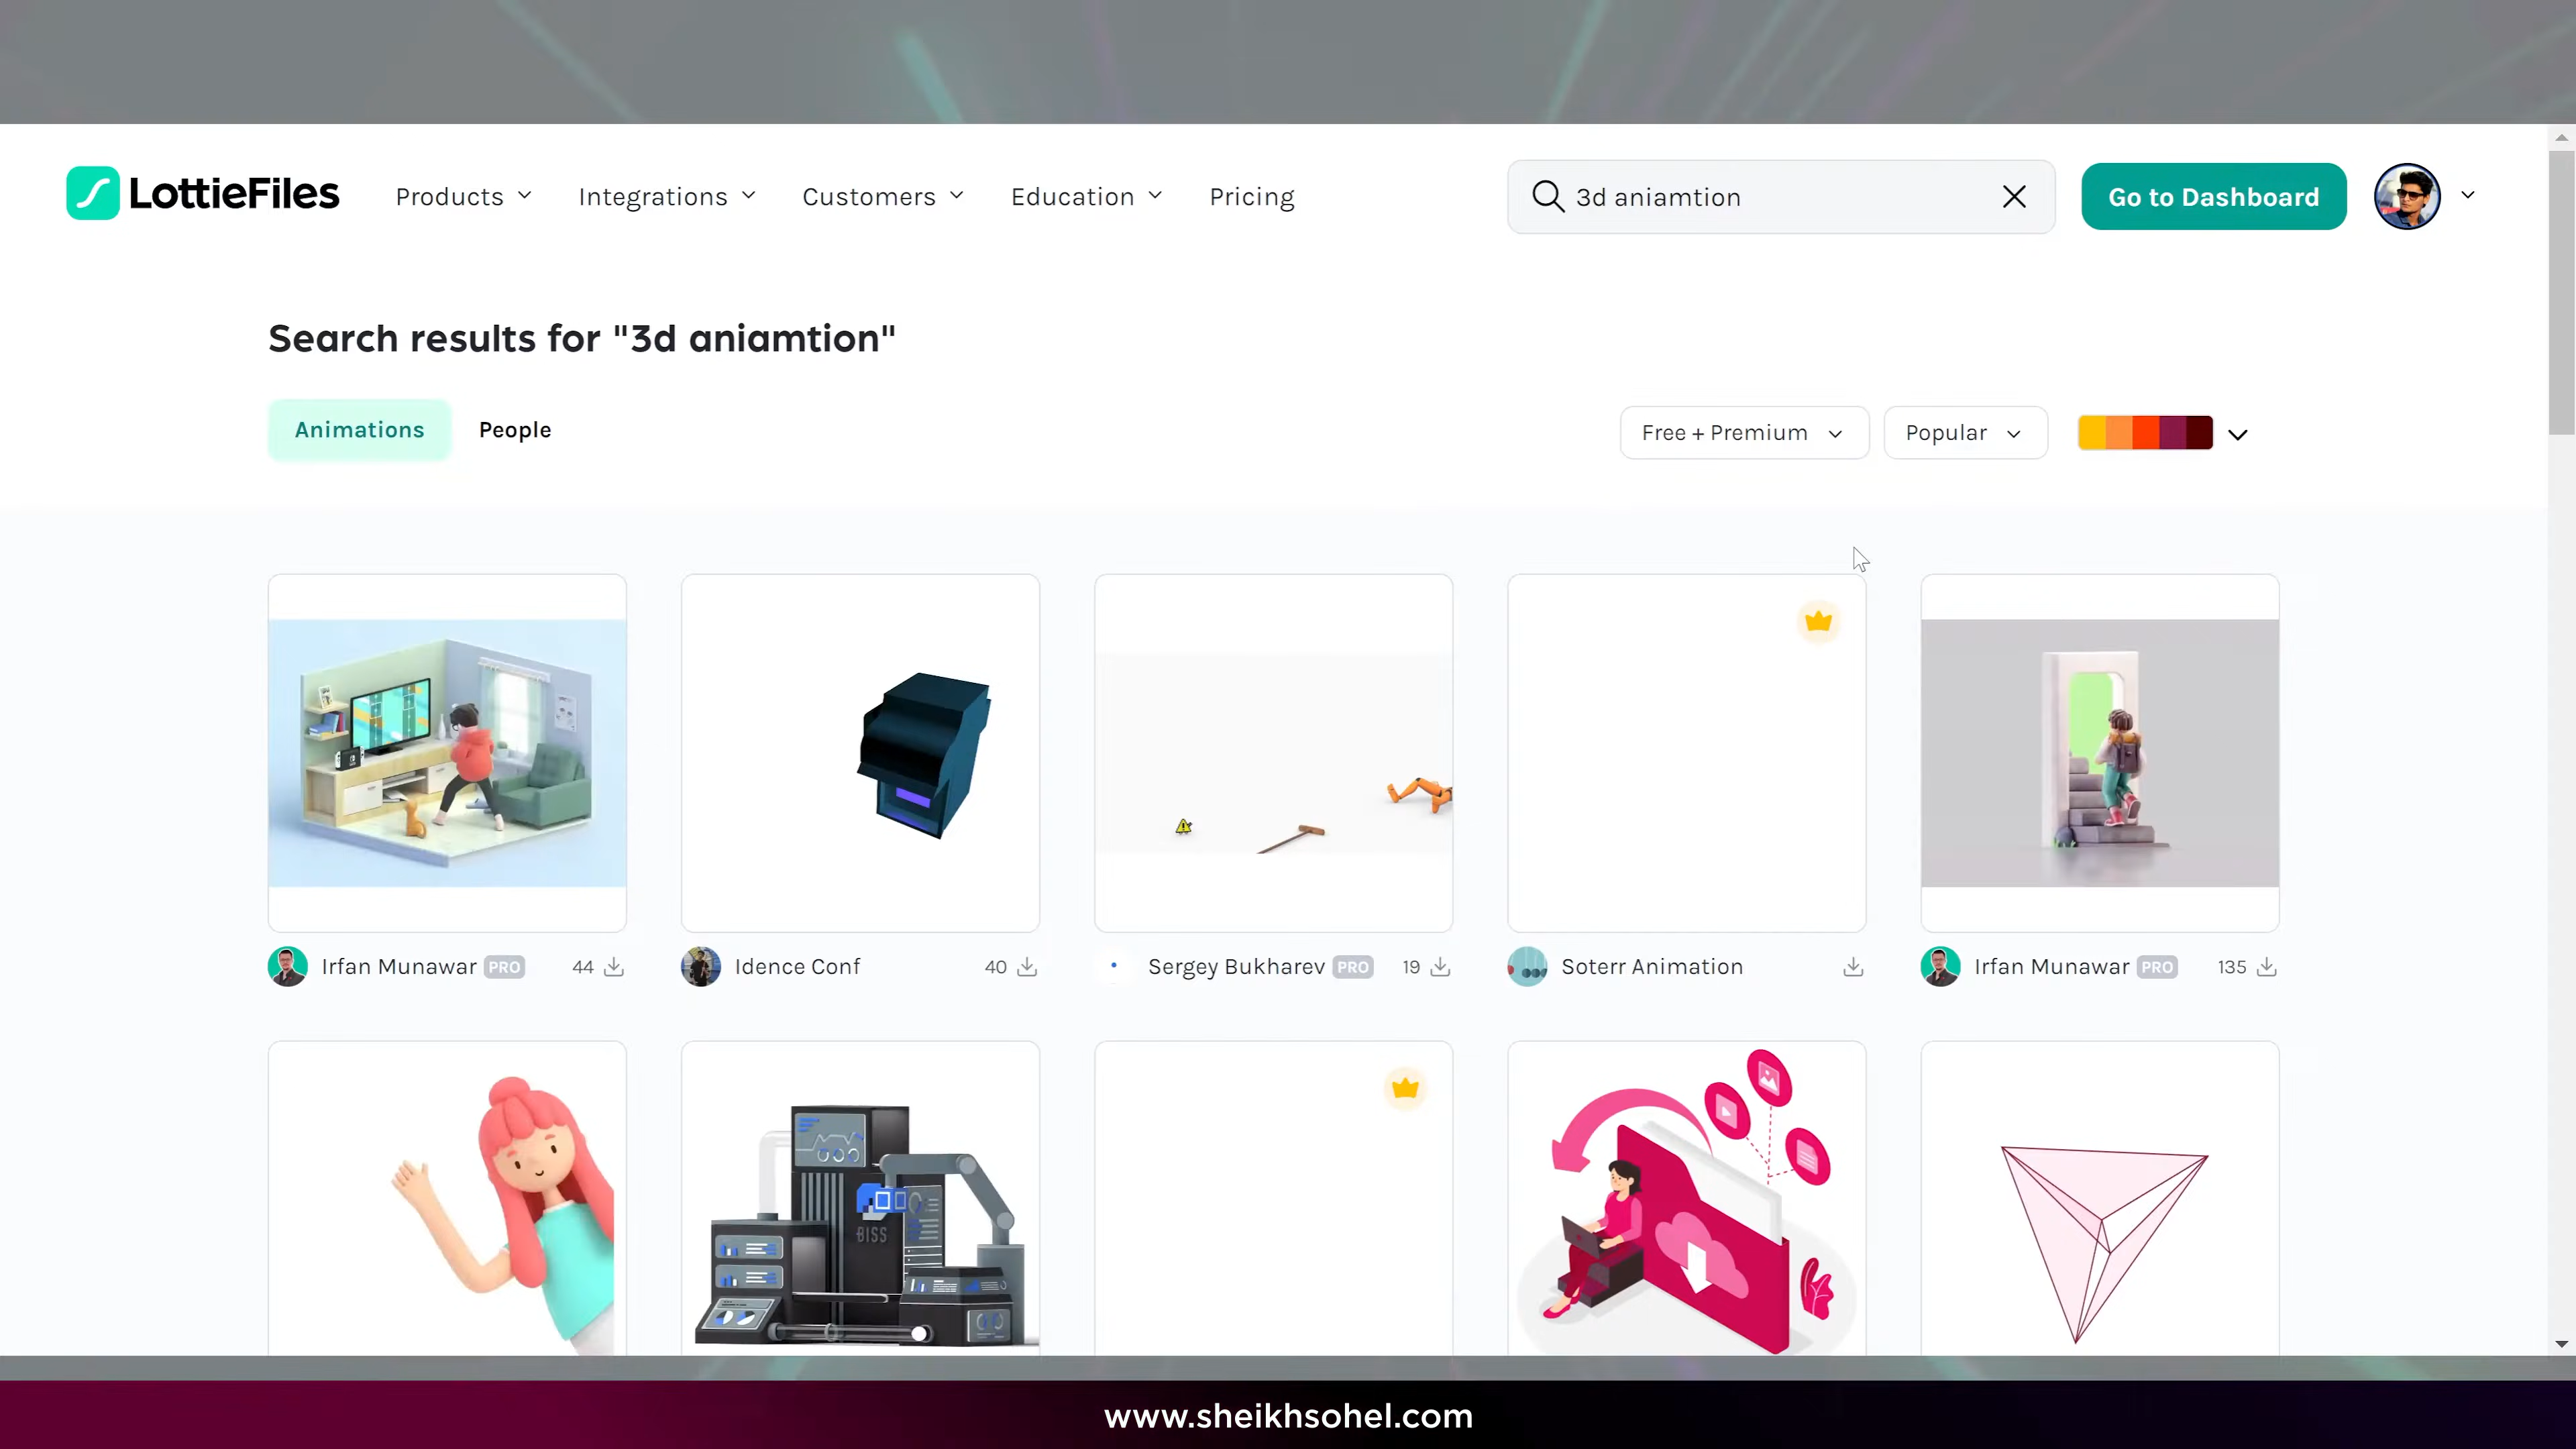 LottieFiles
Products
Integrations
Customers
Education
Pricing
3d aniamtion
Go to Dashboard
Search results for "3d aniamtion"
Animations
People
Free + Premium
Popular
Irfan Munawar PRO 44
Idence Conf 40
Sergey Bukharev PRO 19
Soterr Animation
Irfan Munawar PRO 135
BISS
www.sheikhsohel.com